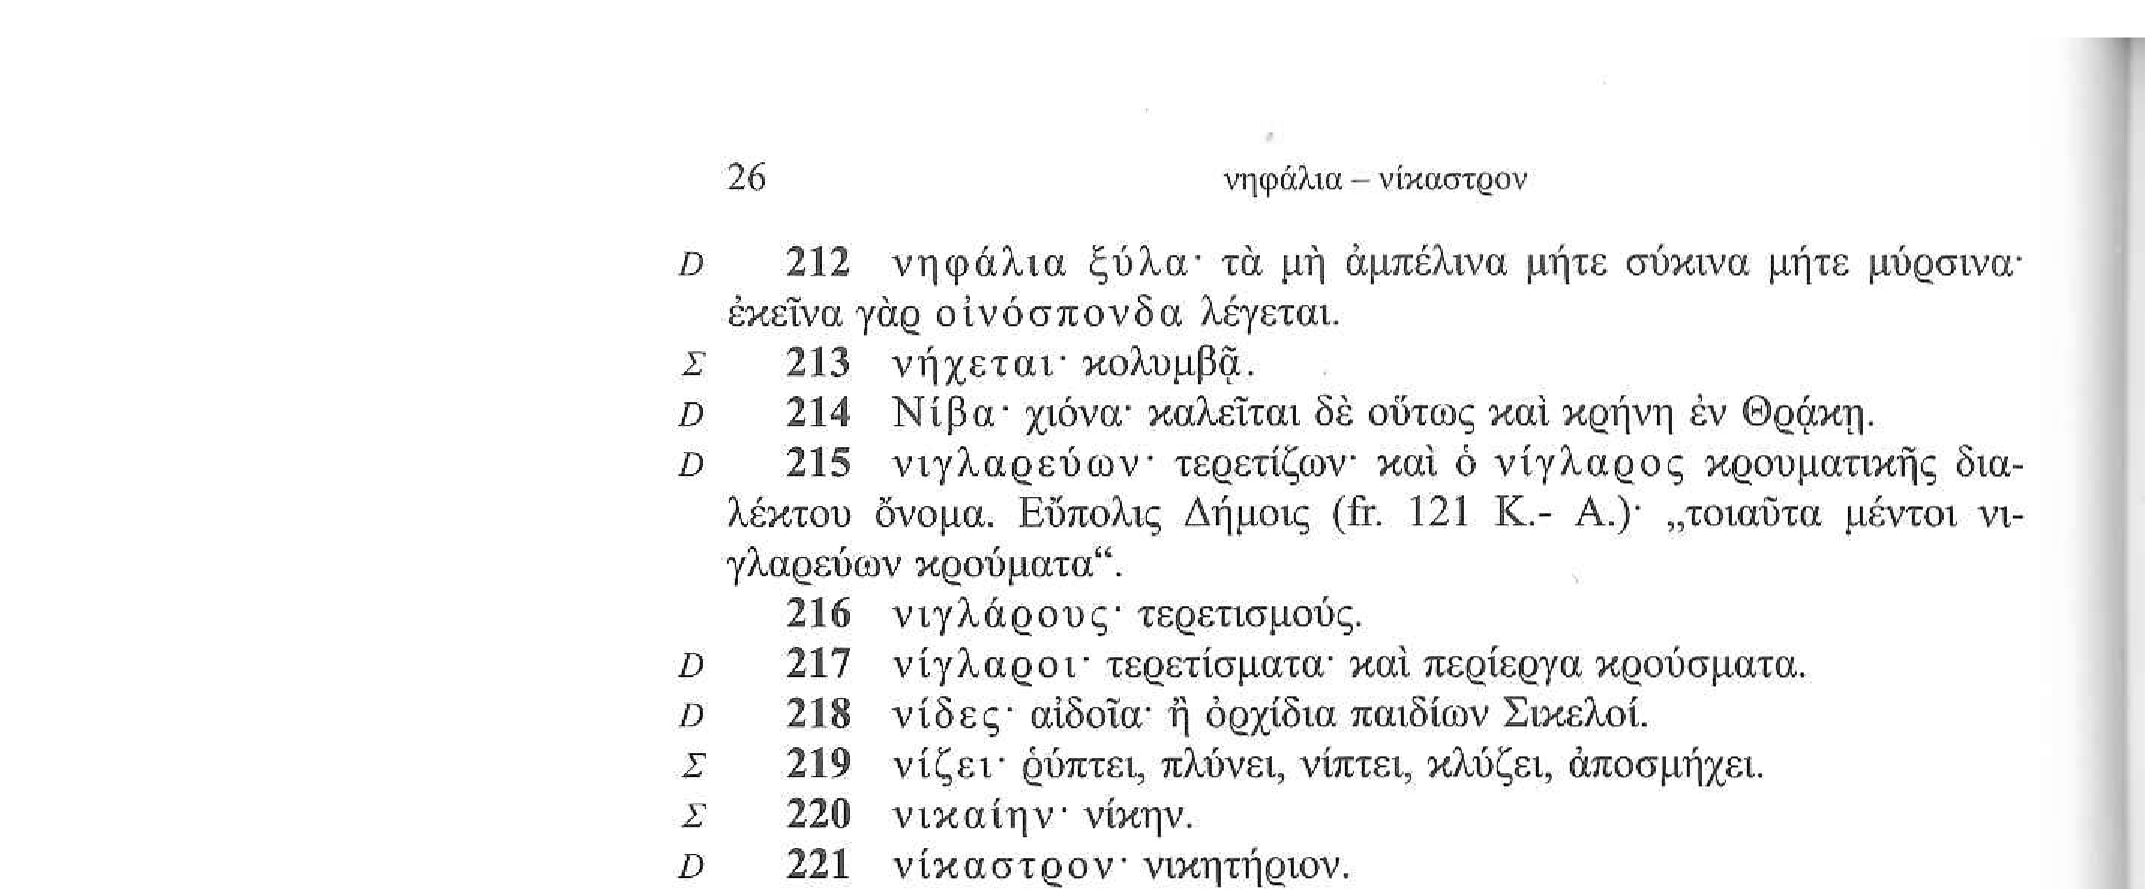 26 νηφάλια – νίκαστρον
D 212 νηφάλια ξύλα· τὰ μὴ ἀμπέλινα μήτε σύκινα μήτε μύρσινα·
ἐκεῖνα γὰρ οἰνόσπονδα λέγεται.
Σ 213 νήχεται· κολυμβᾷ.
D 214 Νίβα· χιόνα· καλεῖται δὲ οὕτως καὶ κρήνη ἐν Θρᾴκῃ.
D 215 νιγλαρεύων· τερετίζων· καὶ ὁ νίγλαρος κρουματικῆς δια-
λέκτου ὄνομα. Εὔπολις Δήμοις (fr. 121 K.- A.)· „τοιαῦτα μέντοι νι-
γλαρεύων κρούματα“.
216 νιγλάρους· τερετισμούς.
D 217 νίγλαροι· τερετίσματα· καὶ περίεργα κρούσματα.
D 218 νίδες· αἰδοῖα· ἢ ὀρχίδια παιδίων Σικελοί.
Σ 219 νίζει· ῥύπτει, πλύνει, νίπτει, κλύζει, ἀποσμήχει.
Σ 220 νικαίην· νίκην.
D 221 νίκαστρον· νικητήριον.